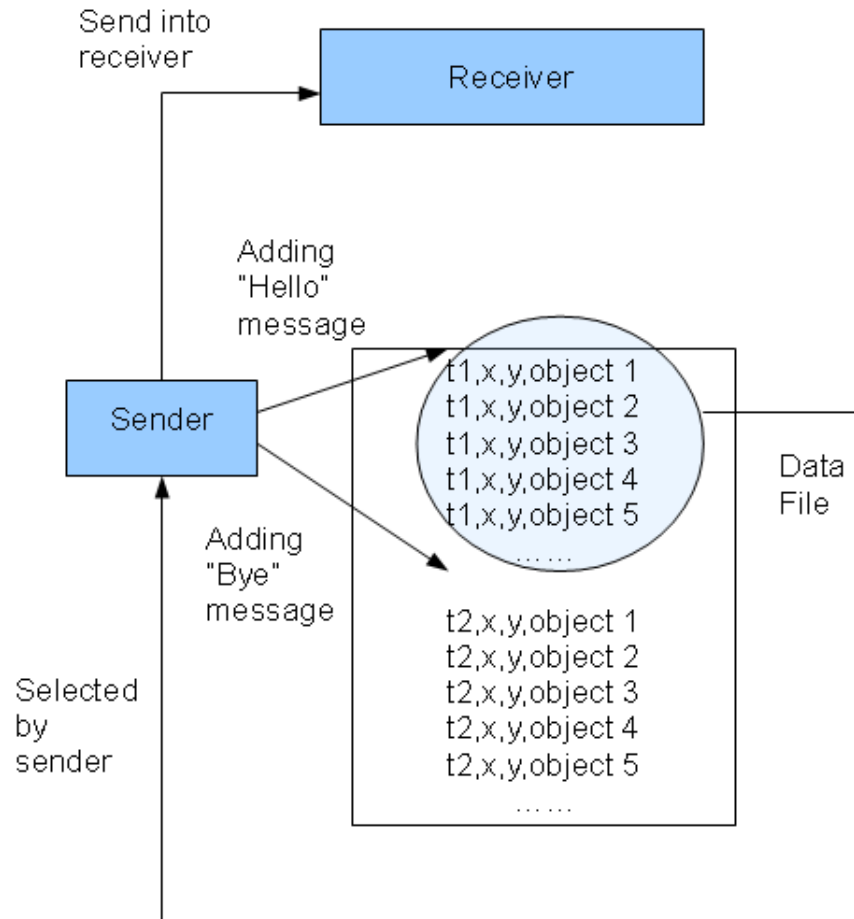 Send into
receiver
Receiver
Adding
"Hello"
message
Sender
t1,x,y,object 1
t1,x,y,object 2
t1,x,y,object 3
t1,x,y,object 4
t1,x,y,object 5
......
Data
File
Adding
"Bye"
message
t2,x,y,object 1
t2,x,y,object 2
t2,x,y,object 3
t2,x,y,object 4
t2,x,y,object 5
......
Selected
by
sender